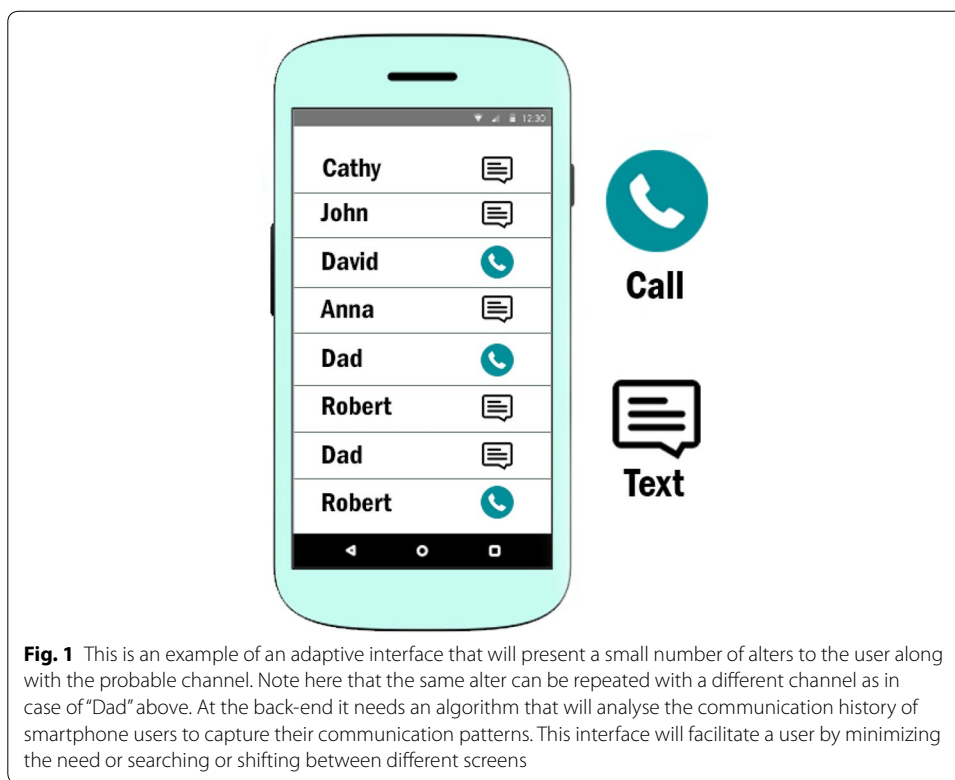 12:30
Cathy
John
David
Anna
Dad
Robert
Dad
Robert
Call
Text
Fig. 1 This is an example of an adaptive interface that will present a small number of alters to the user along
with the probable channel. Note here that the same alter can be repeated with a different channel as in
case of “Dad” above. At the back-end it needs an algorithm that will analyse the communication history of
smartphone users to capture their communication patterns. This interface will facilitate a user by minimizing
the need or searching or shifting between different screens